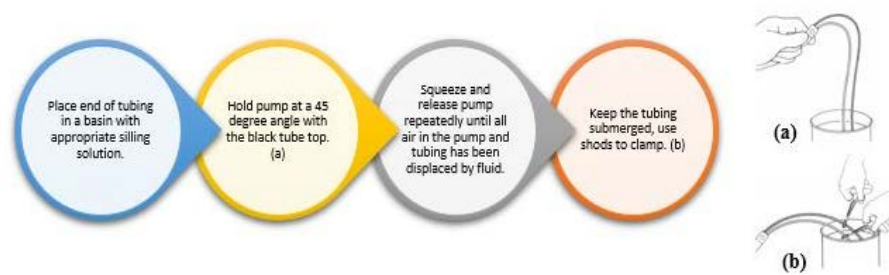 Place end of tubing
in a basin with
appropriate silling
solution.
Hold pump at a 45
degree angle with
the black tube top.
(a)
Squeeze and
release pump
repeatedly until all
air in the pump and
tubing has been
displaced by fluid.
Keep the tubing
submerged, use
shods to clamp. (b)
(a)
(b)